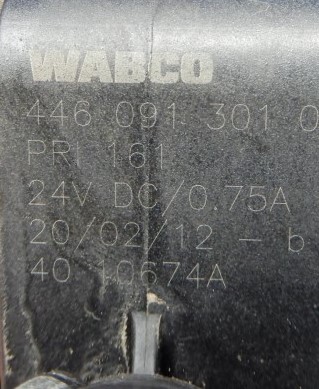 WABCO
446 091 301 0
PRI 161
24V DC/0.75A
20/02/12 - b
40 10674A